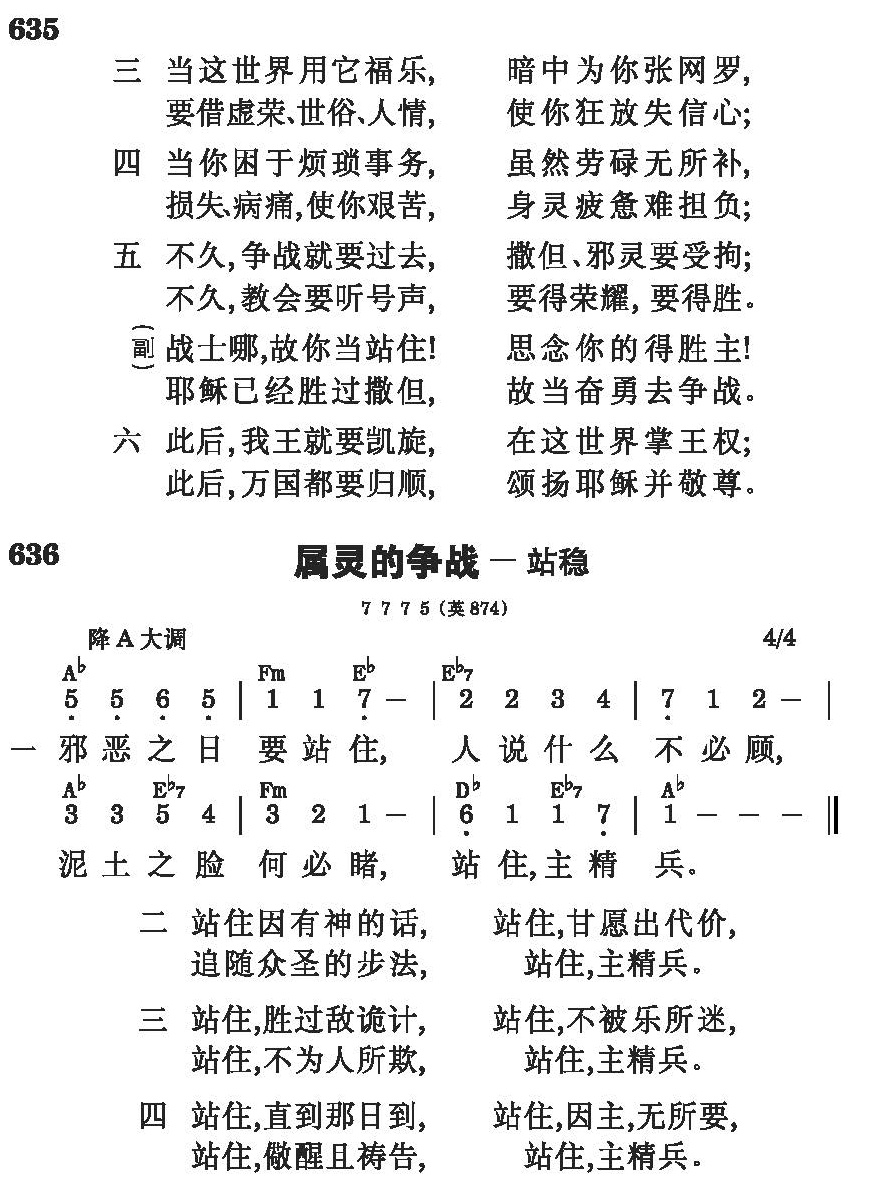 635
三 当这世界用它福乐, 暗中为你张网罗,
要借虚荣、世俗、人情, 使你狂放失信心;
四 当你困于烦琐事务, 虽然劳碌无所补,
损失、病痛,使你艰苦, 身灵疲惫难担负;
五 不久,争战就要过去, 撒但、邪灵要受拘;
不久,教会要听号声, 要得荣耀, 要得胜。
(副) 战士哪,故你当站住! 思念你的得胜主!
耶稣已经胜过撒但, 故当奋勇去争战。
六 此后,我王就要凯旋, 在这世界掌王权;
此后,万国都要归顺, 颂扬耶稣并敬尊。
636 属灵的争战 — 站稳
7 7 7 5 (英 874)
降 A 大调 4/4
A♭ Fm E♭ E♭7
5̣ 5̣ 6̣ 5̣ | 1 1 7̣ – | 2 2 3 4 | 7̣ 1 2 – |
一 邪恶之日 要站住, 人说什么 不必顾,
A♭ E♭7 Fm D♭ E♭7 A♭
3 3 5 4 | 3 2 1 – | 6̣ 1 1 7̣ | 1 – – – ‖
泥土之脸 何必睹, 站住,主精 兵。
二 站住因有神的话, 站住,甘愿出代价,
追随众圣的步法, 站住,主精兵。
三 站住,胜过敌诡计, 站住,不被乐所迷,
站住,不为人所欺, 站住,主精兵。
四 站住,直到那日到, 站住,因主,无所要,
站住,儆醒且祷告, 站住,主精兵。